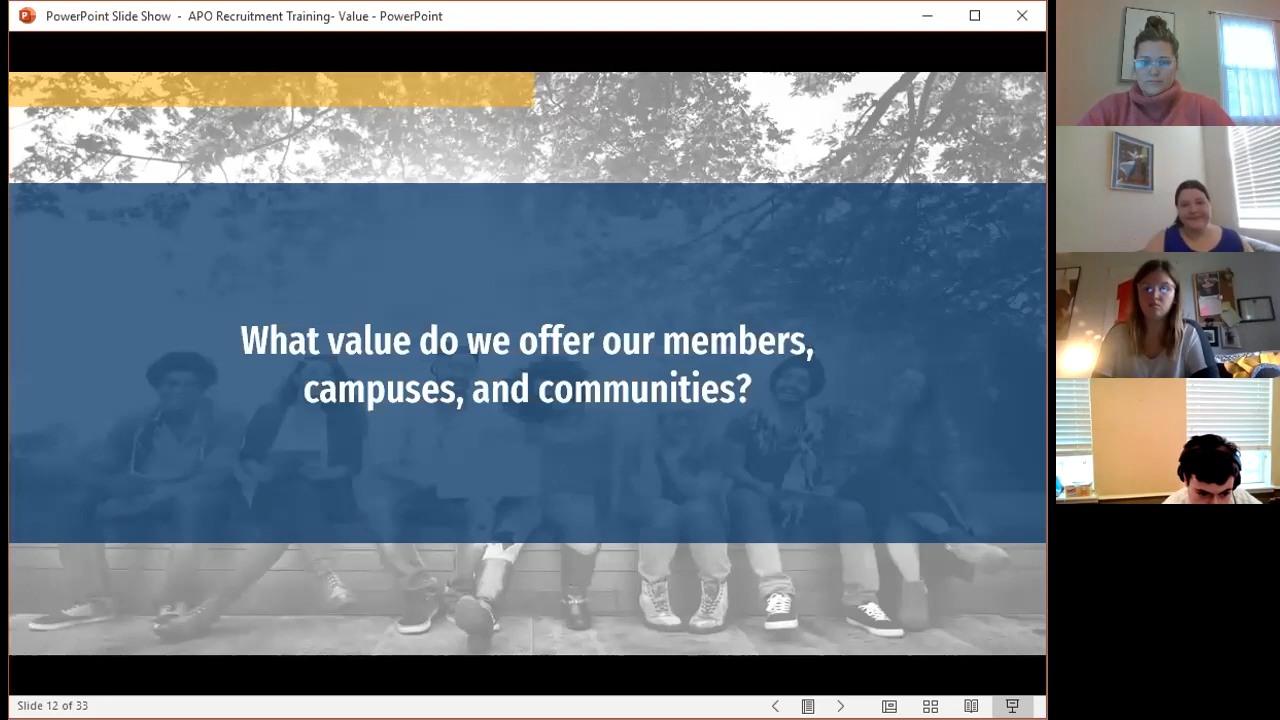 PowerPoint Slide Show - APO Recruitment Training- Value - PowerPoint
What value do we offer our members,
campuses, and communities?
Slide 12 of 33